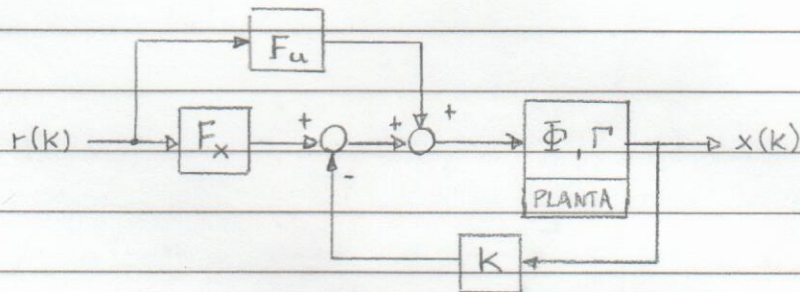 Fu
r(k)
Fx
+
-
+
+
Φ, Γ
x(k)
PLANTA
K